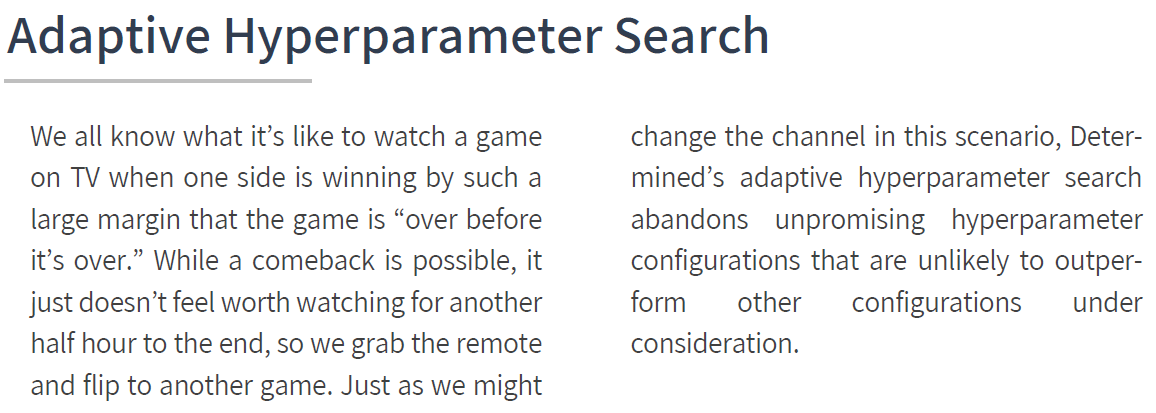 Adaptive Hyperparameter Search
We all know what it’s like to watch a game
on TV when one side is winning by such a
large margin that the game is “over before
it’s over.” While a comeback is possible, it
just doesn’t feel worth watching for another
half hour to the end, so we grab the remote
and flip to another game. Just as we might
change the channel in this scenario, Deter-
mined’s adaptive hyperparameter search
abandons unpromising hyperparameter
configurations that are unlikely to outper-
form other configurations under
consideration.